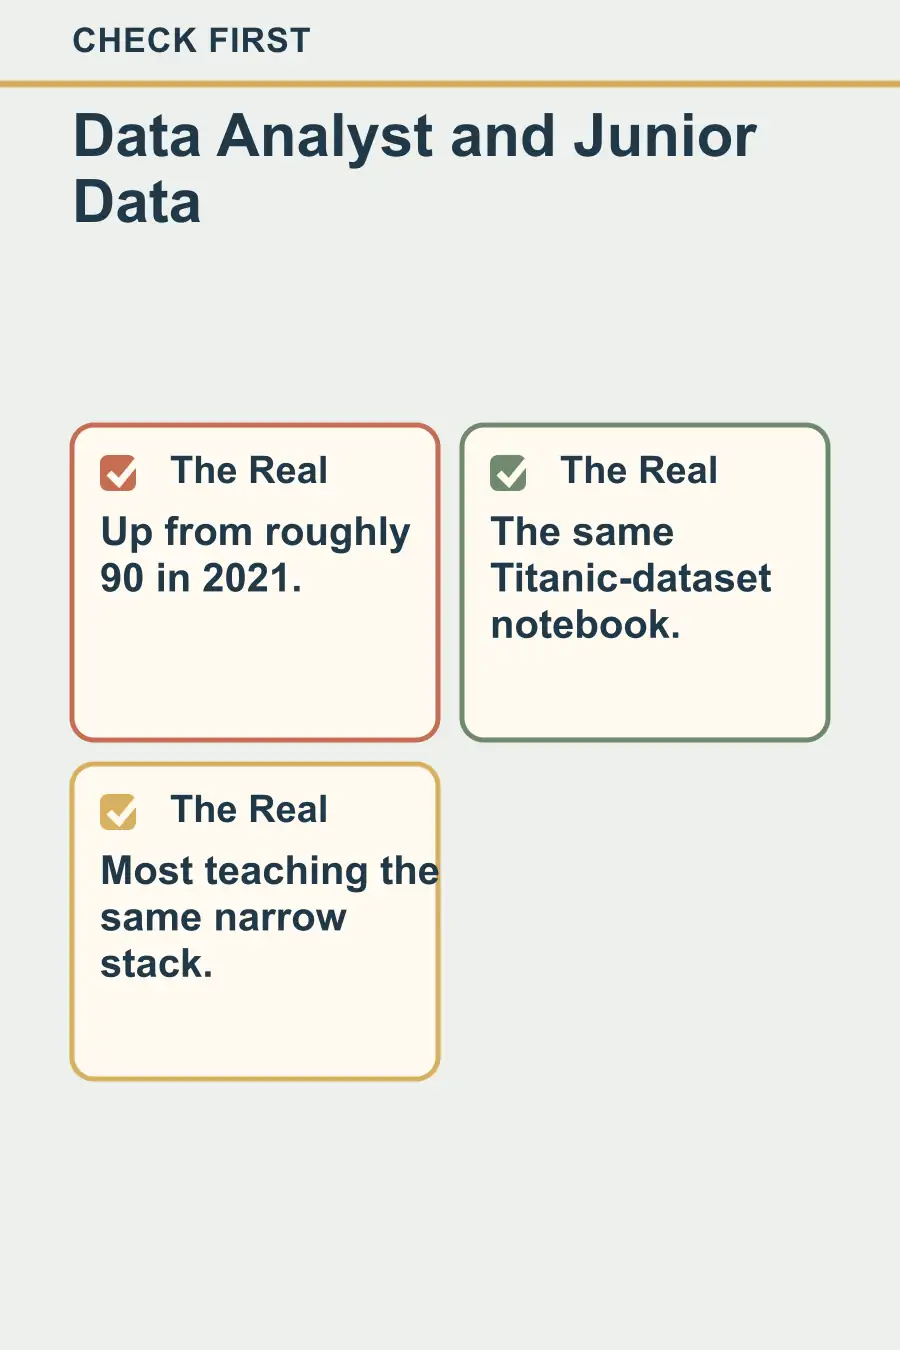 CHECK FIRST
Data Analyst and Junior
Data
The Real
Up from roughly
90 in 2021.
The Real
The same
Titanic-dataset
notebook.
The Real
Most teaching the
same narrow
stack.